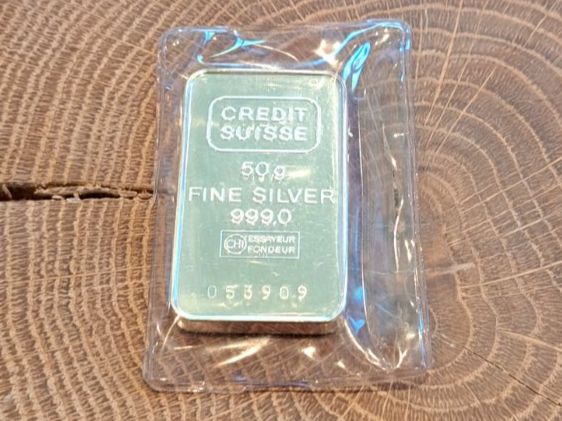 CREDIT
SUISSE
50g
FINE SILVER
999,0
CHI ESSAYEUR
FONDEUR
053909